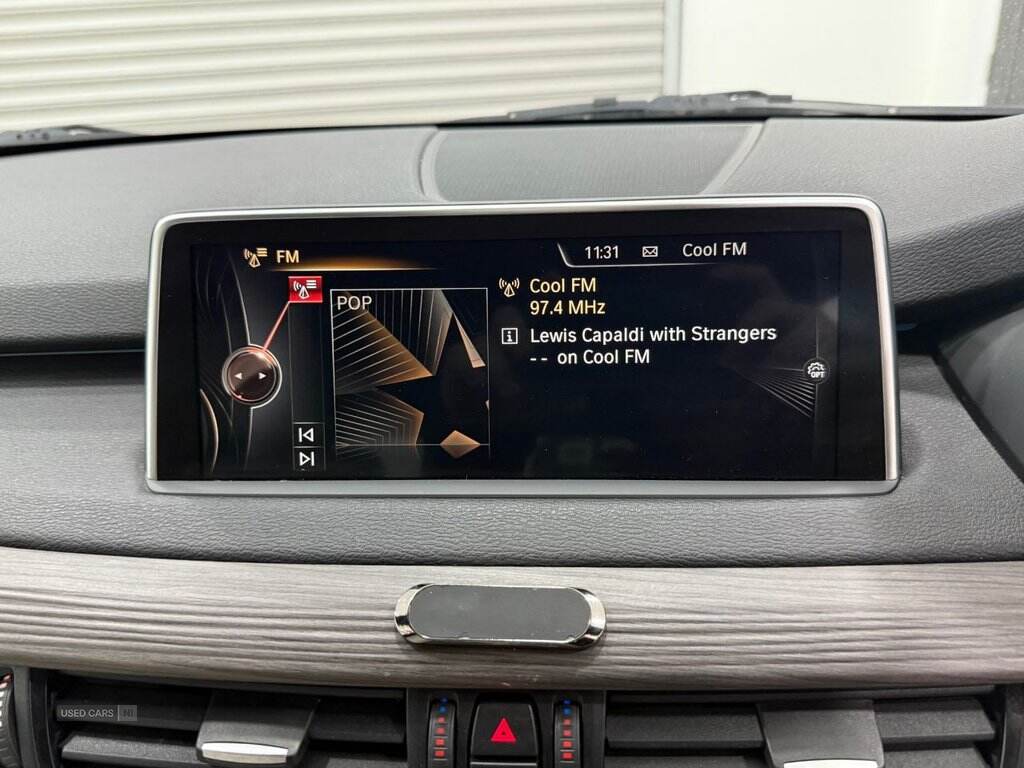 FM
11:31
Cool FM
POP
Cool FM
97.4 MHz
i
Lewis Capaldi with Strangers
-- on Cool FM
OPT
USED CARS NI